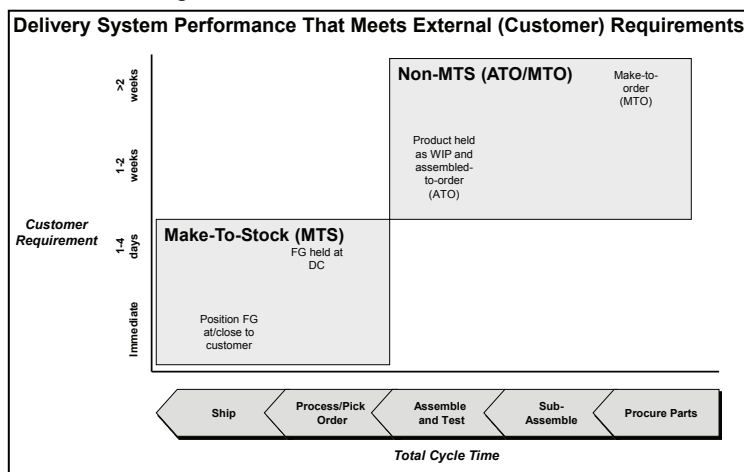 Delivery System Performance That Meets External (Customer) Requirements
>2
weeks
Non-MTS (ATO/MTO)
Make-to-
order
(MTO)
1-2
weeks
Product held
as WIP and
assembled-
to-order
(ATO)
Customer
Requirement
1-4
days
Make-To-Stock (MTS)
FG held at
DC
Immediate
Position FG
at/close to
customer
Ship
Process/Pick
Order
Assemble
and Test
Sub-
Assemble
Procure Parts
Total Cycle Time